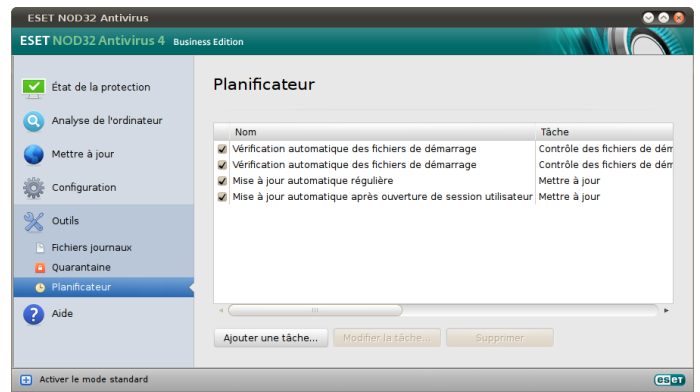 ESET NOD32 Antivirus
ESET NOD32 Antivirus 4 Business Edition
État de la protection
Analyse de l'ordinateur
Mettre à jour
Configuration
Outils
Fichiers journaux
Quarantaine
Planificateur
Aide
Planificateur
Nom Tâche
Vérification automatique des fichiers de démarrage Contrôle des fichiers de dém
Vérification automatique des fichiers de démarrage Contrôle des fichiers de dém
Mise à jour automatique régulière Mettre à jour
Mise à jour automatique après ouverture de session utilisateur Mettre à jour
Ajouter une tâche... Modifier la tâche... Supprimer
Activer le mode standard
eseT